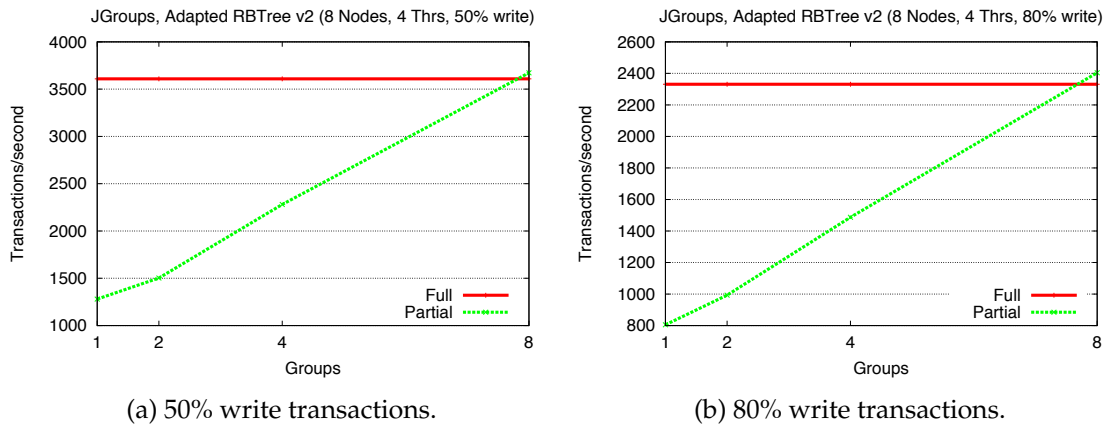 JGroups, Adapted RBTree v2 (8 Nodes, 4 Thrs, 50% write)
4000
3500
3000
2500
2000
1500
1000
Transactions/second
Full
Partial
1 2 4 8
Groups
(a) 50% write transactions.
JGroups, Adapted RBTree v2 (8 Nodes, 4 Thrs, 80% write)
2600
2400
2200
2000
1800
1600
1400
1200
1000
800
Transactions/second
Full
Partial
1 2 4 8
Groups
(b) 80% write transactions.